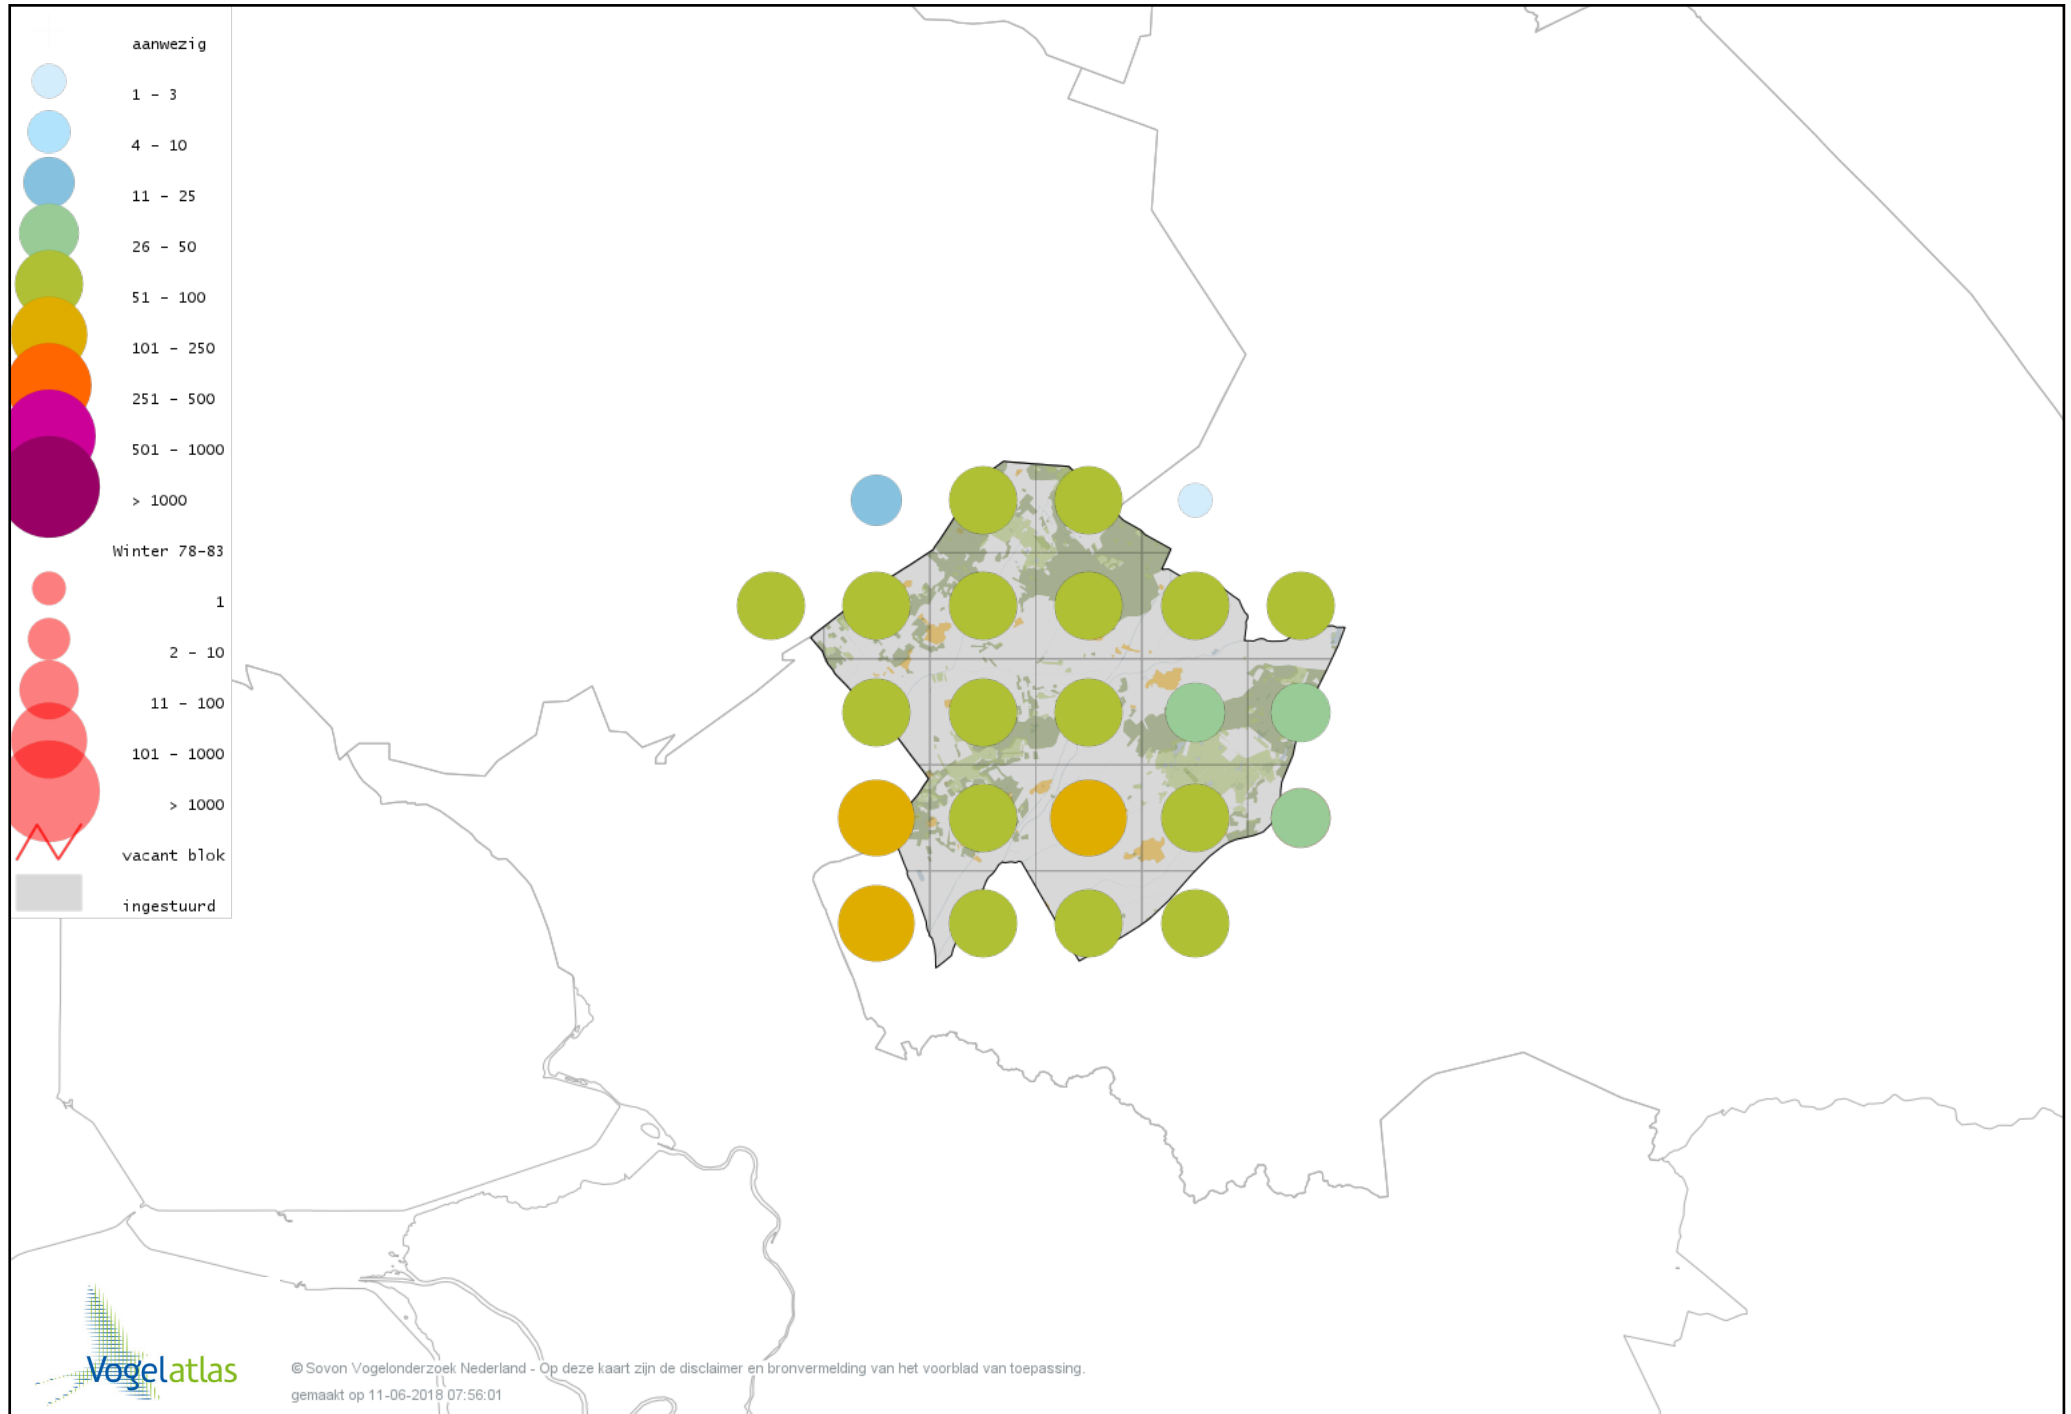 aanwezig
1 – 3
4 – 10
11 – 25
26 – 50
51 – 100
101 – 250
251 – 500
501 – 1000
> 1000
Winter 78-83
1
2 – 10
11 – 100
101 – 1000
> 1000
vacant blok
ingestuurd
Vogelatlas
© Sovon Vogelonderzoek Nederland - Op deze kaart zijn de disclaimer en bronvermelding van het voorblad van toepassing.
gemaakt op 11-06-2018 07:56:01